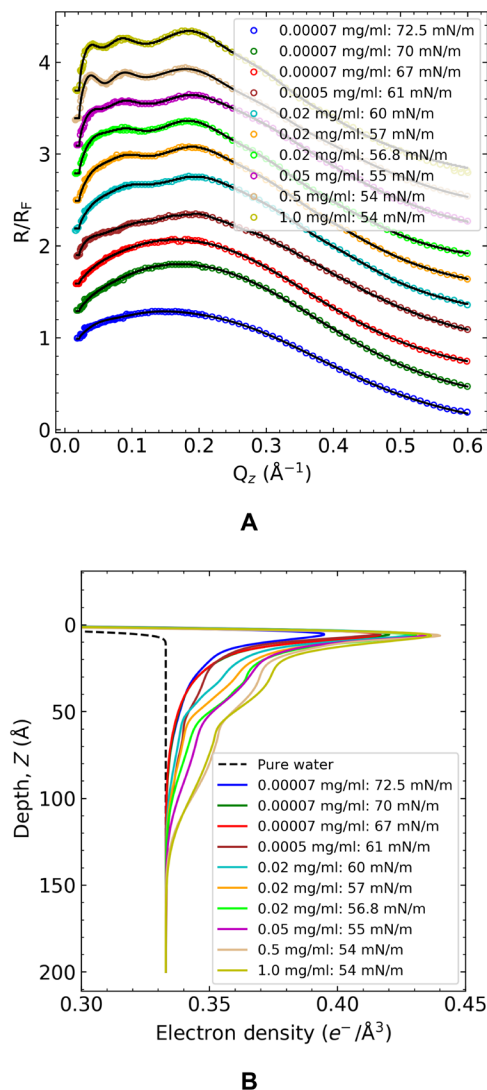 4
3
2
1
0
R/R_F
0.00007 mg/ml: 72.5 mN/m
0.00007 mg/ml: 70 mN/m
0.00007 mg/ml: 67 mN/m
0.0005 mg/ml: 61 mN/m
0.02 mg/ml: 60 mN/m
0.02 mg/ml: 57 mN/m
0.02 mg/ml: 56.8 mN/m
0.05 mg/ml: 55 mN/m
0.5 mg/ml: 54 mN/m
1.0 mg/ml: 54 mN/m
0.0 0.1 0.2 0.3 0.4 0.5 0.6
Q_z (Å⁻¹)
A
0
50
100
150
200
Depth, Z (Å)
Pure water
0.00007 mg/ml: 72.5 mN/m
0.00007 mg/ml: 70 mN/m
0.00007 mg/ml: 67 mN/m
0.0005 mg/ml: 61 mN/m
0.02 mg/ml: 60 mN/m
0.02 mg/ml: 57 mN/m
0.02 mg/ml: 56.8 mN/m
0.05 mg/ml: 55 mN/m
0.5 mg/ml: 54 mN/m
1.0 mg/ml: 54 mN/m
0.30 0.35 0.40 0.45
Electron density (e⁻/Å³)
B